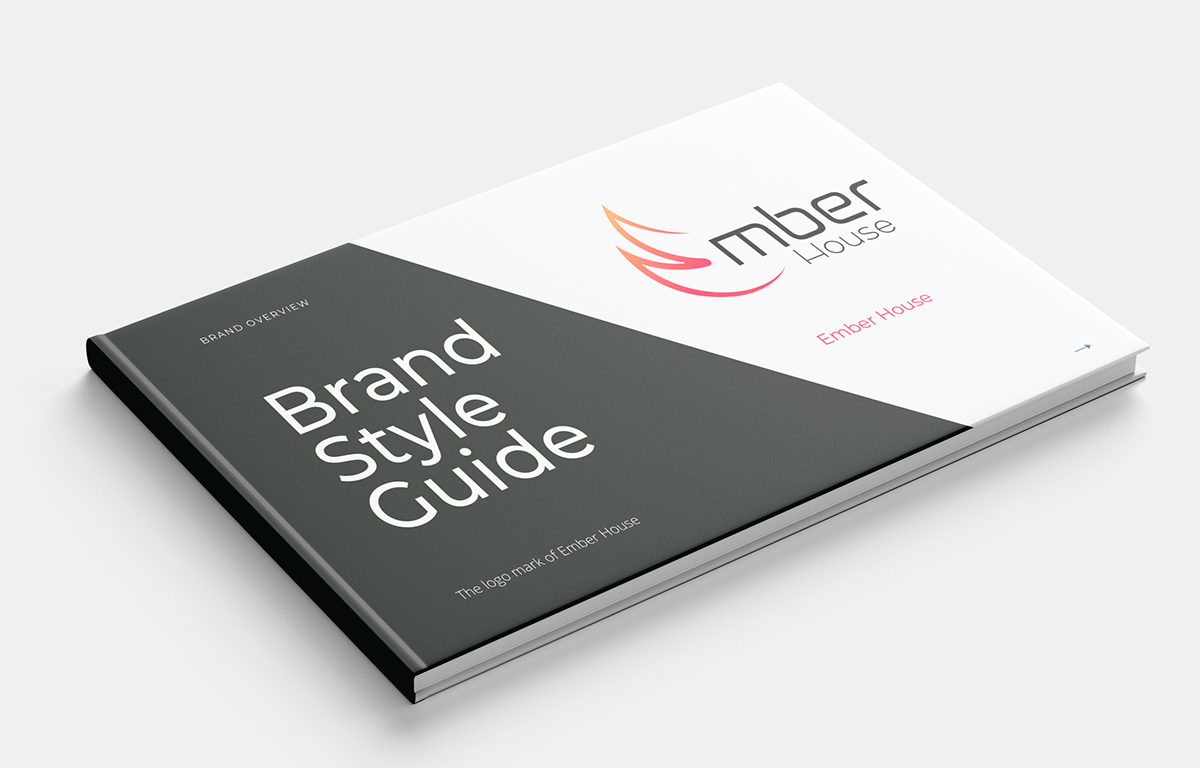 BRAND OVERVIEW
Brand
Style
Guide
The logo mark of Ember House
mber
House
Ember House